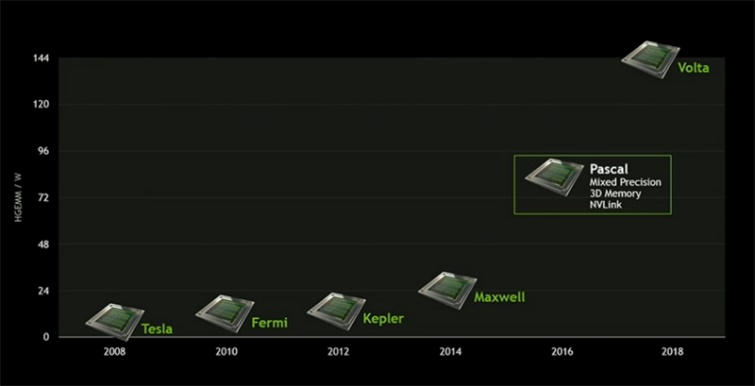 144
Volta
120
96
Pascal
Mixed Precision
3D Memory
NVLink
72
HGEMM / W
48
24
Maxwell
Kepler
Fermi
Tesla
0
2008 2010 2012 2014 2016 2018